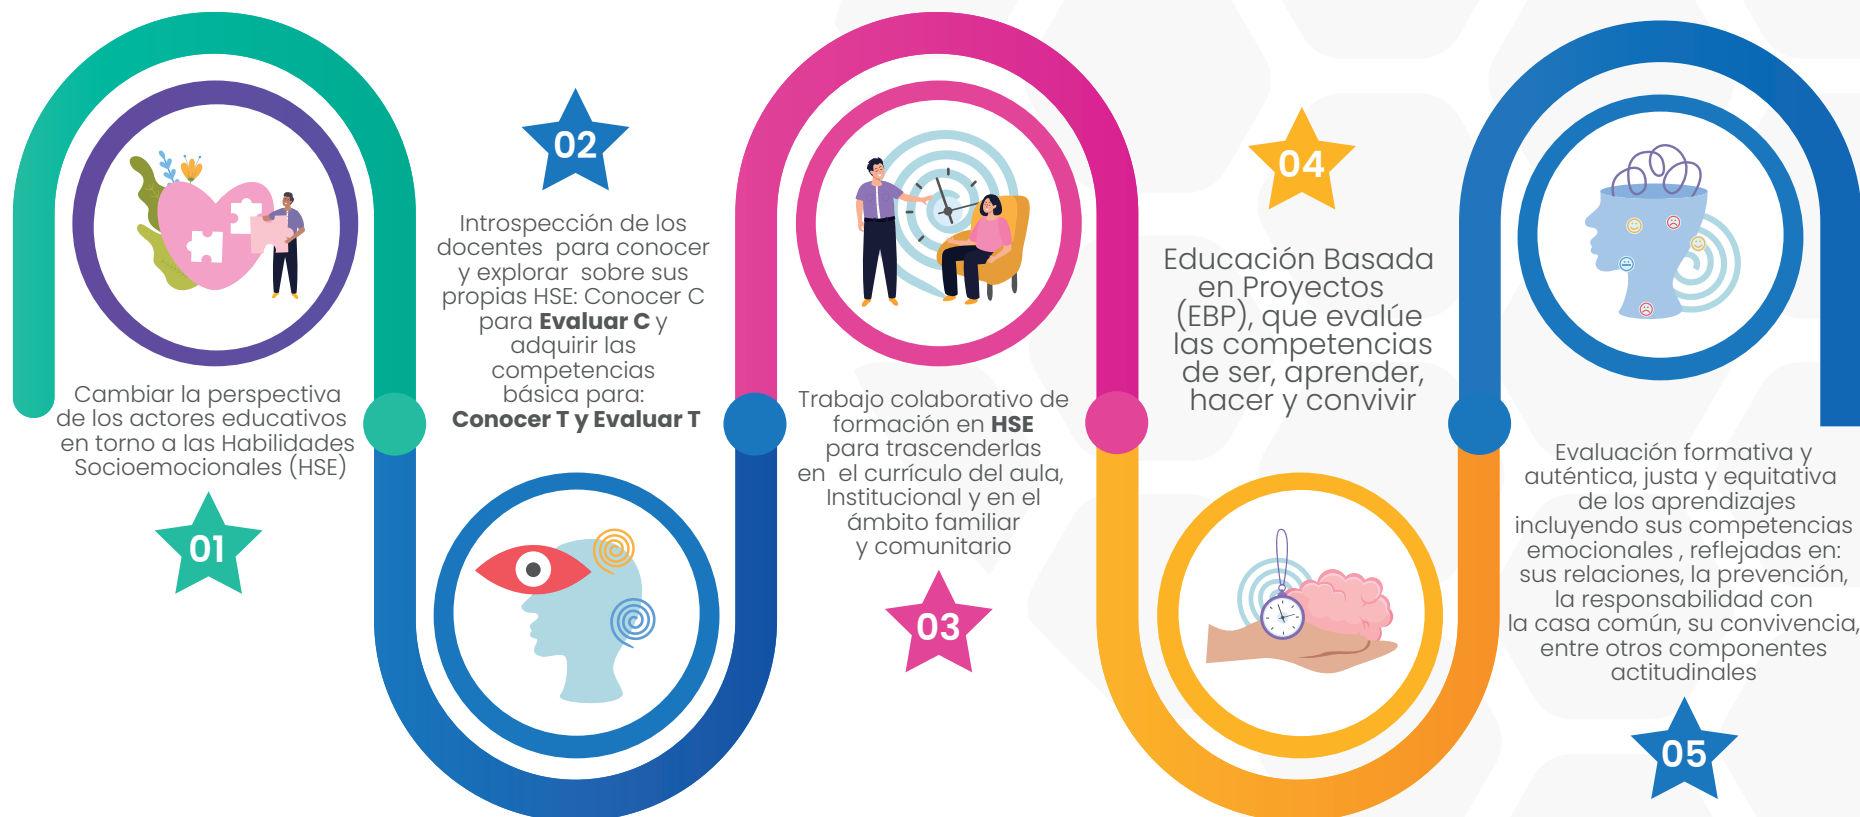 Cambiar la perspectiva
de los actores educativos
en torno a las Habilidades
Socioemocionales (HSE)
01
02
Introspección de los
docentes para conocer
y explorar sobre sus
propias HSE: Conocer C
para Evaluar C y
adquirir las
competencias
básica para:
Conocer T y Evaluar T
Trabajo colaborativo de
formación en HSE
para trascenderlas
en el currículo del aula,
Institucional y en el
ámbito familiar
y comunitario
03
04
Educación Basada
en Proyectos
(EBP), que evalúe
las competencias
de ser, aprender,
hacer y convivir
Evaluación formativa y
auténtica, justa y equitativa
de los aprendizajes
incluyendo sus competencias
emocionales , reflejadas en:
sus relaciones, la prevención,
la responsabilidad con
la casa común, su convivencia,
entre otros componentes
actitudinales
05